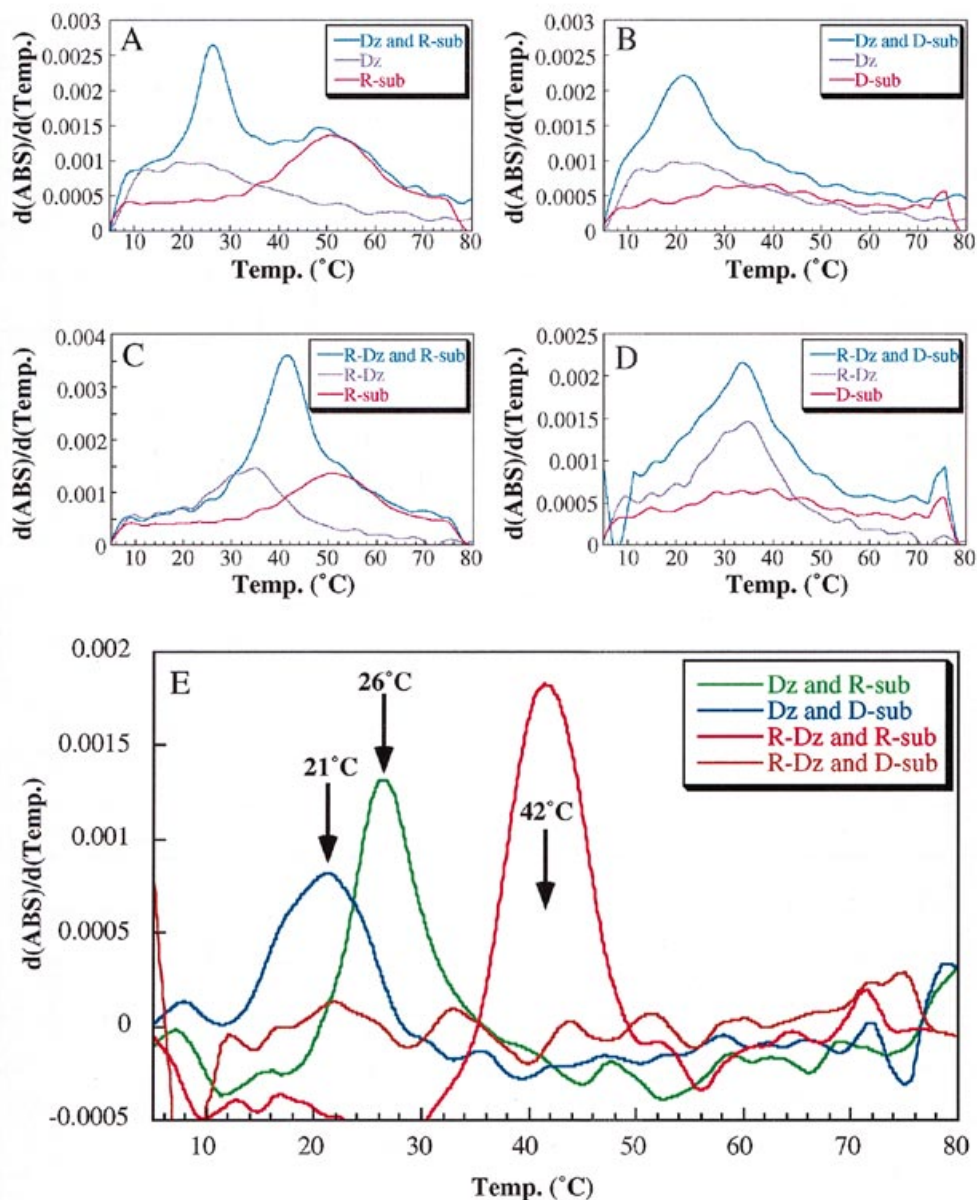 A
Dz and R-sub
Dz
R-sub
0.003
0.0025
0.002
0.0015
0.001
0.0005
0
10 20 30 40 50 60 70 80
d(ABS)/d(Temp.)
Temp. (˚C)
B
Dz and D-sub
Dz
D-sub
0.003
0.0025
0.002
0.0015
0.001
0.0005
0
10 20 30 40 50 60 70 80
d(ABS)/d(Temp.)
Temp. (˚C)
C
R-Dz and R-sub
R-Dz
R-sub
0.004
0.003
0.002
0.001
0
10 20 30 40 50 60 70 80
d(ABS)/d(Temp.)
Temp. (˚C)
D
R-Dz and D-sub
R-Dz
D-sub
0.0025
0.002
0.0015
0.001
0.0005
0
10 20 30 40 50 60 70 80
d(ABS)/d(Temp.)
Temp. (˚C)
E
26˚C
21˚C
42˚C
Dz and R-sub
Dz and D-sub
R-Dz and R-sub
R-Dz and D-sub
0.002
0.0015
0.001
0.0005
0
-0.0005
10 20 30 40 50 60 70 80
d(ABS)/d(Temp.)
Temp. (˚C)